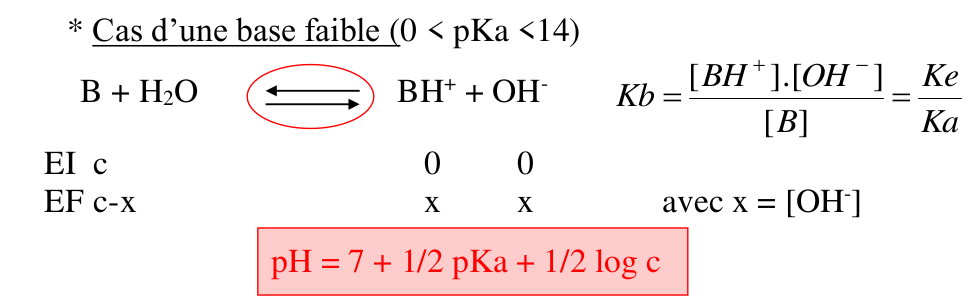 * Cas d’une base faible (0 < pKa <14)
B + H₂O ⇄ BH⁺ + OH⁻ Kb = [BH⁺].[OH⁻] / [B] = Ke / Ka
EI c 0 0
EF c-x x x avec x = [OH⁻]
pH = 7 + 1/2 pKa + 1/2 log c